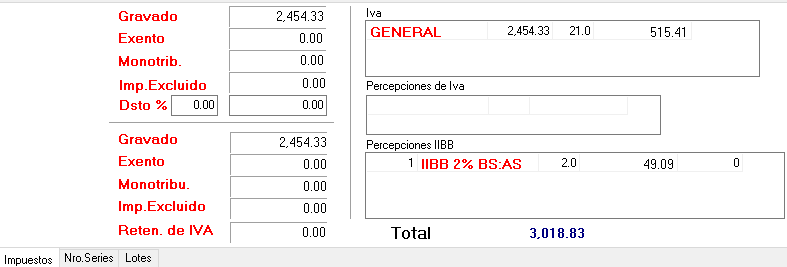 Gravado 2,454.33
Exento 0.00
Monotrib. 0.00
Imp.Excluido 0.00
Dsto % 0.00 0.00
Gravado 2,454.33
Exento 0.00
Monotribu. 0.00
Imp.Excluido 0.00
Reten. de IVA 0.00
Iva
GENERAL 2,454.33 21.0 515.41
Percepciones de Iva
Percepciones IIBB
1 IIBB 2% BS:AS 2.0 49.09 0
Total 3,018.83
Impuestos Nro.Series Lotes